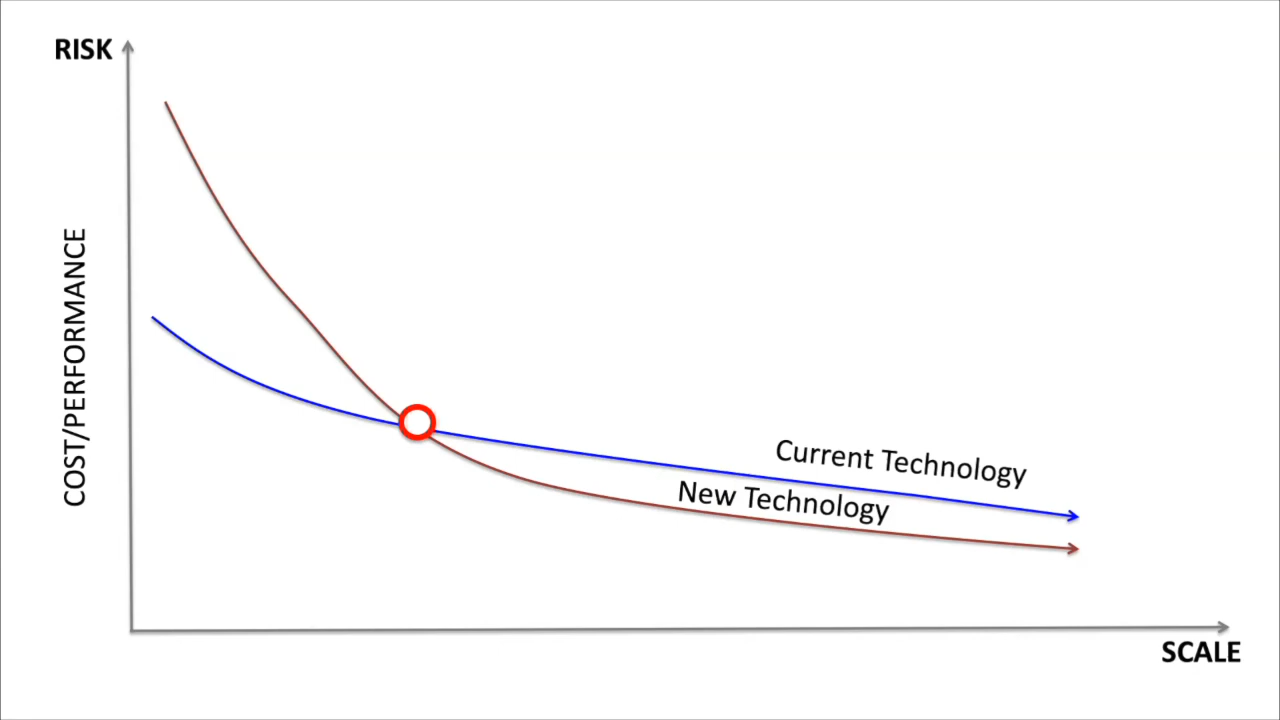 RISK
COST/PERFORMANCE
Current Technology
New Technology
SCALE